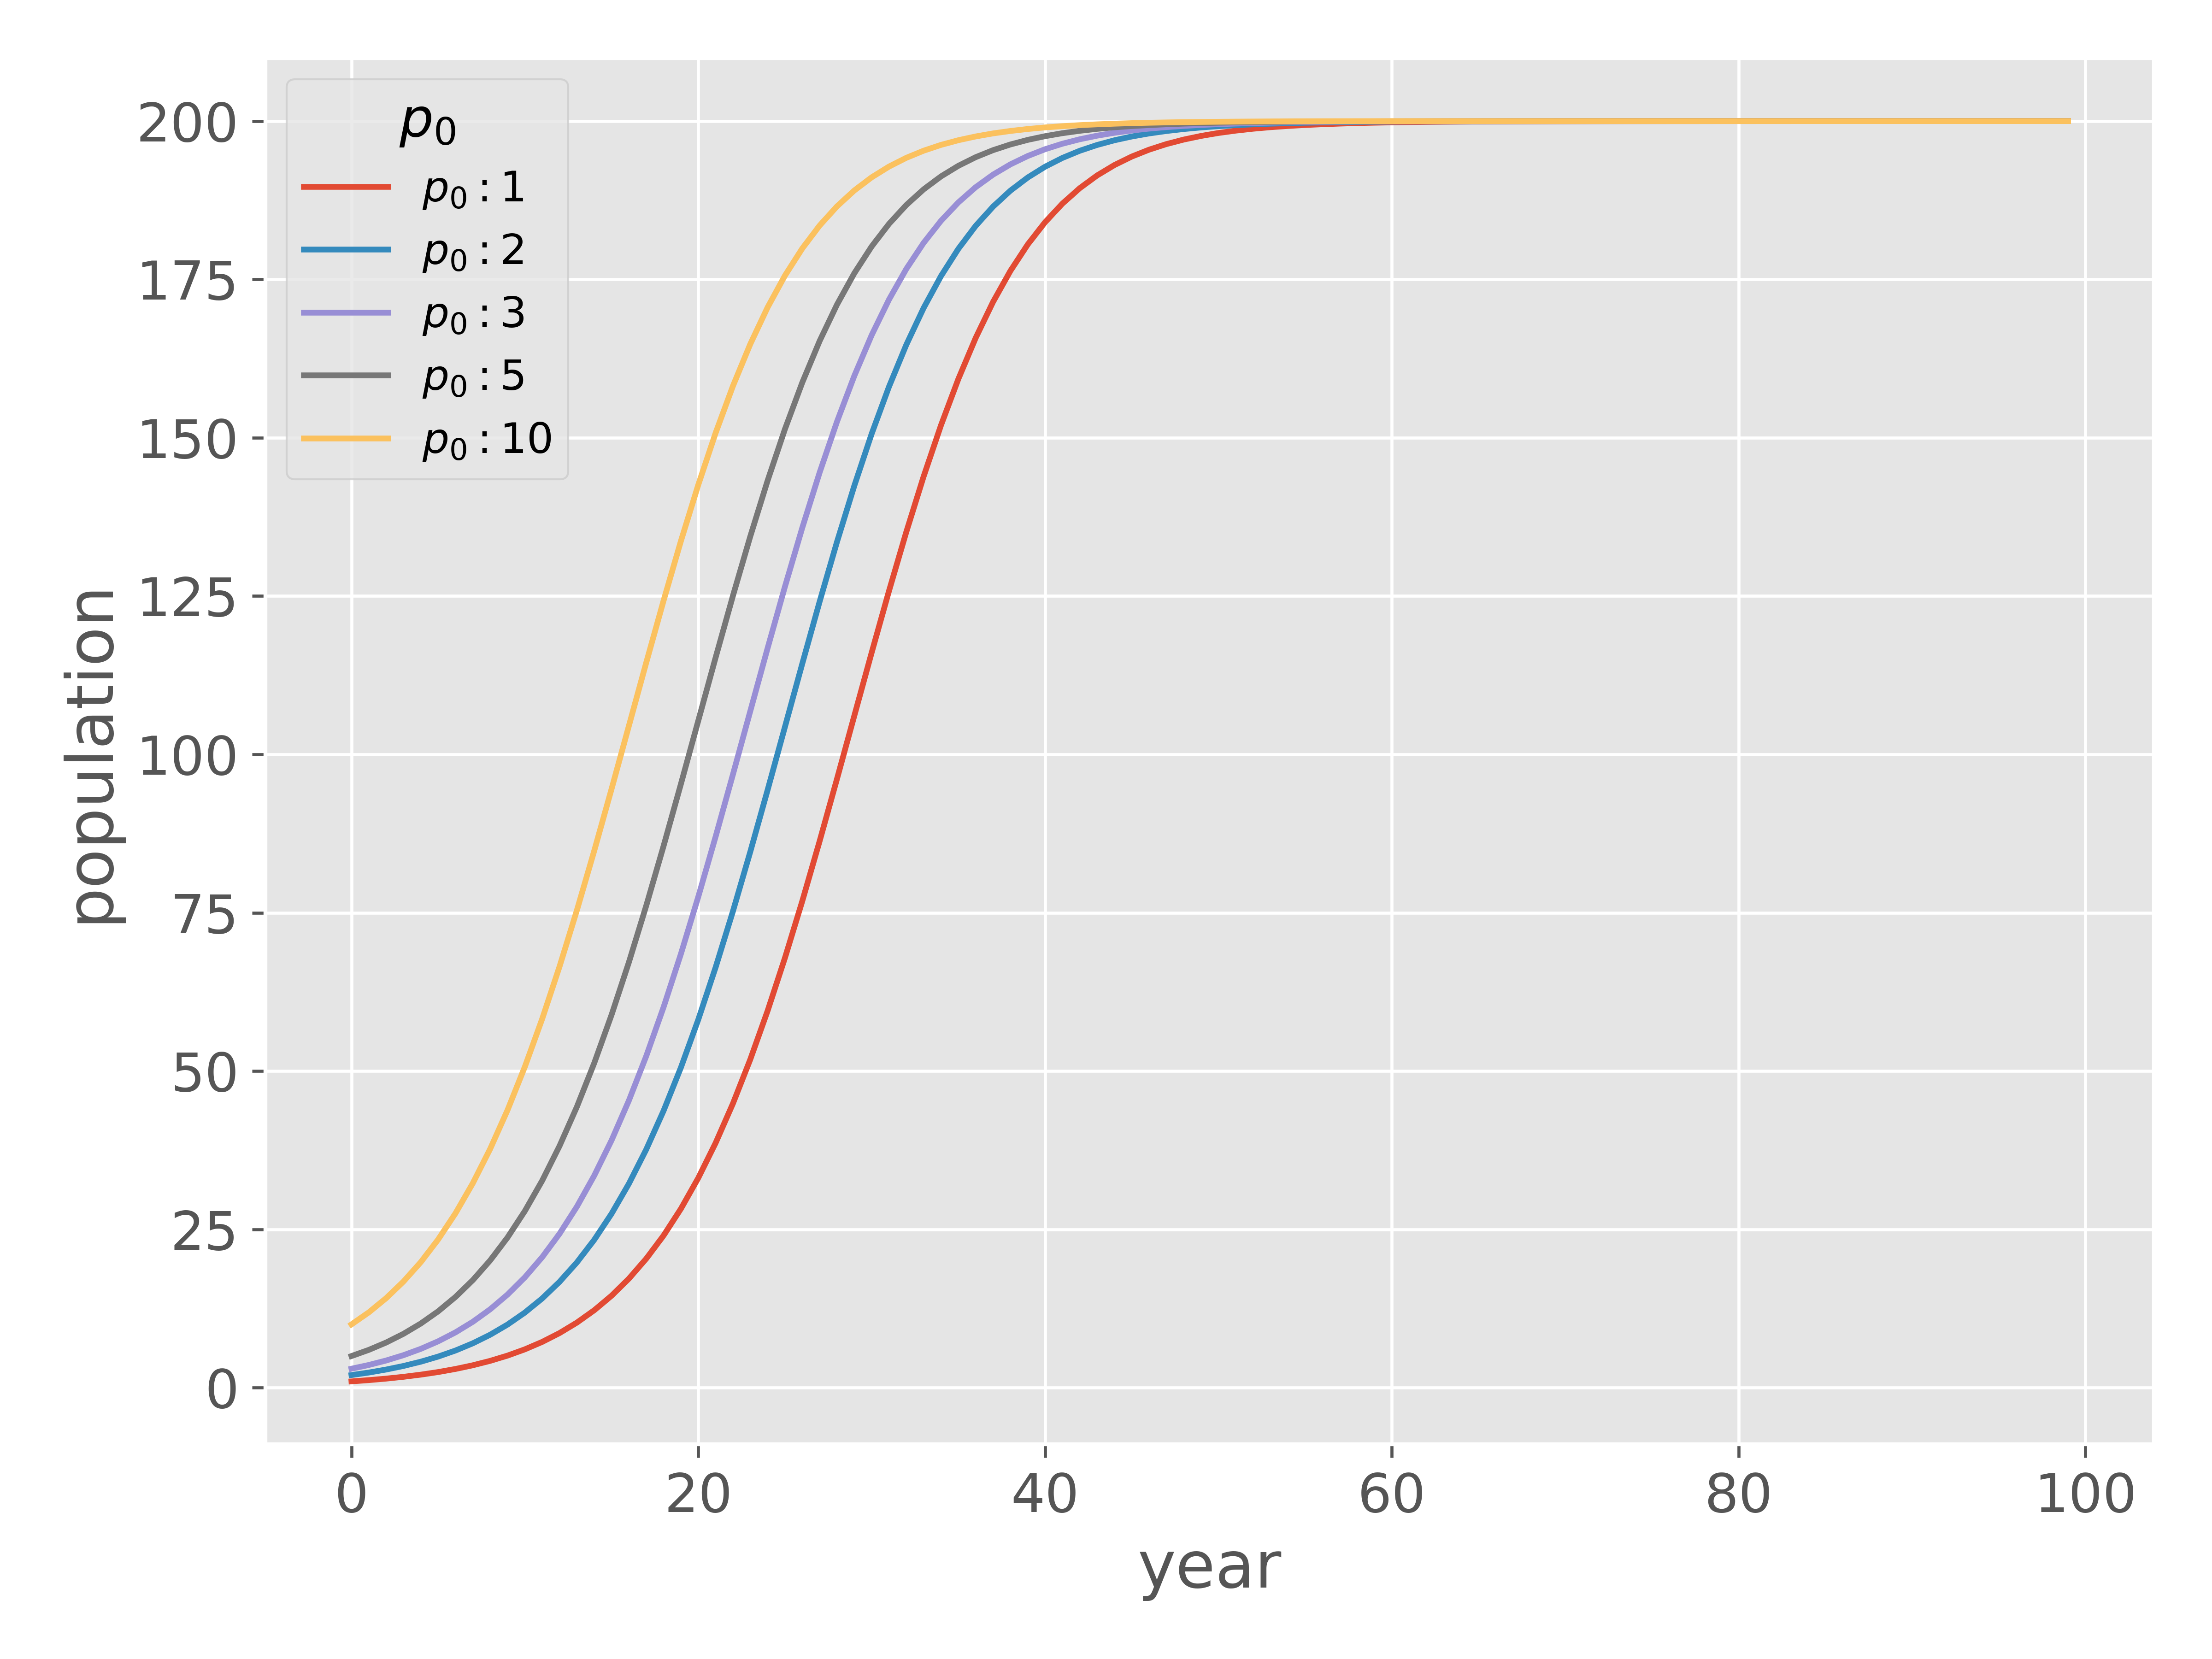 p₀
p₀ : 1
p₀ : 2
p₀ : 3
p₀ : 5
p₀ : 10
200
175
150
125
100
75
50
25
0
population
0 20 40 60 80 100
year